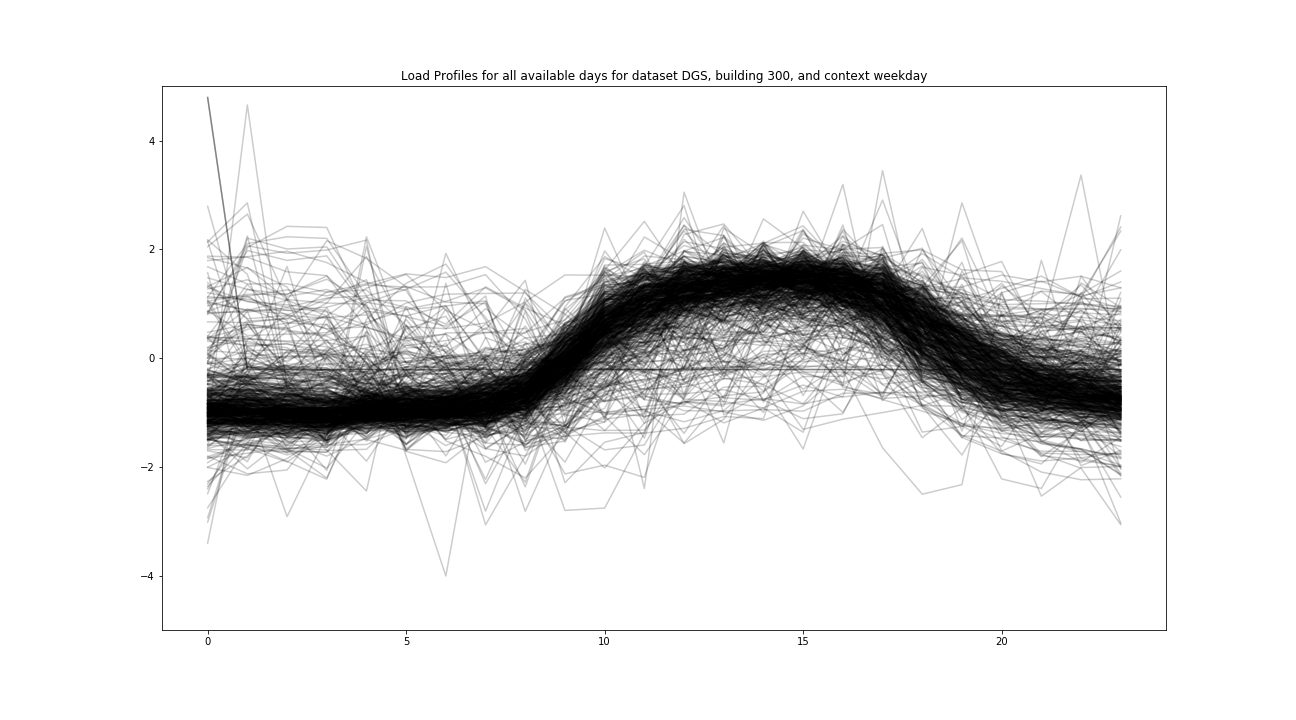 Load Profiles for all available days for dataset DGS, building 300, and context weekday
4
2
0
−2
−4
0 5 10 15 20